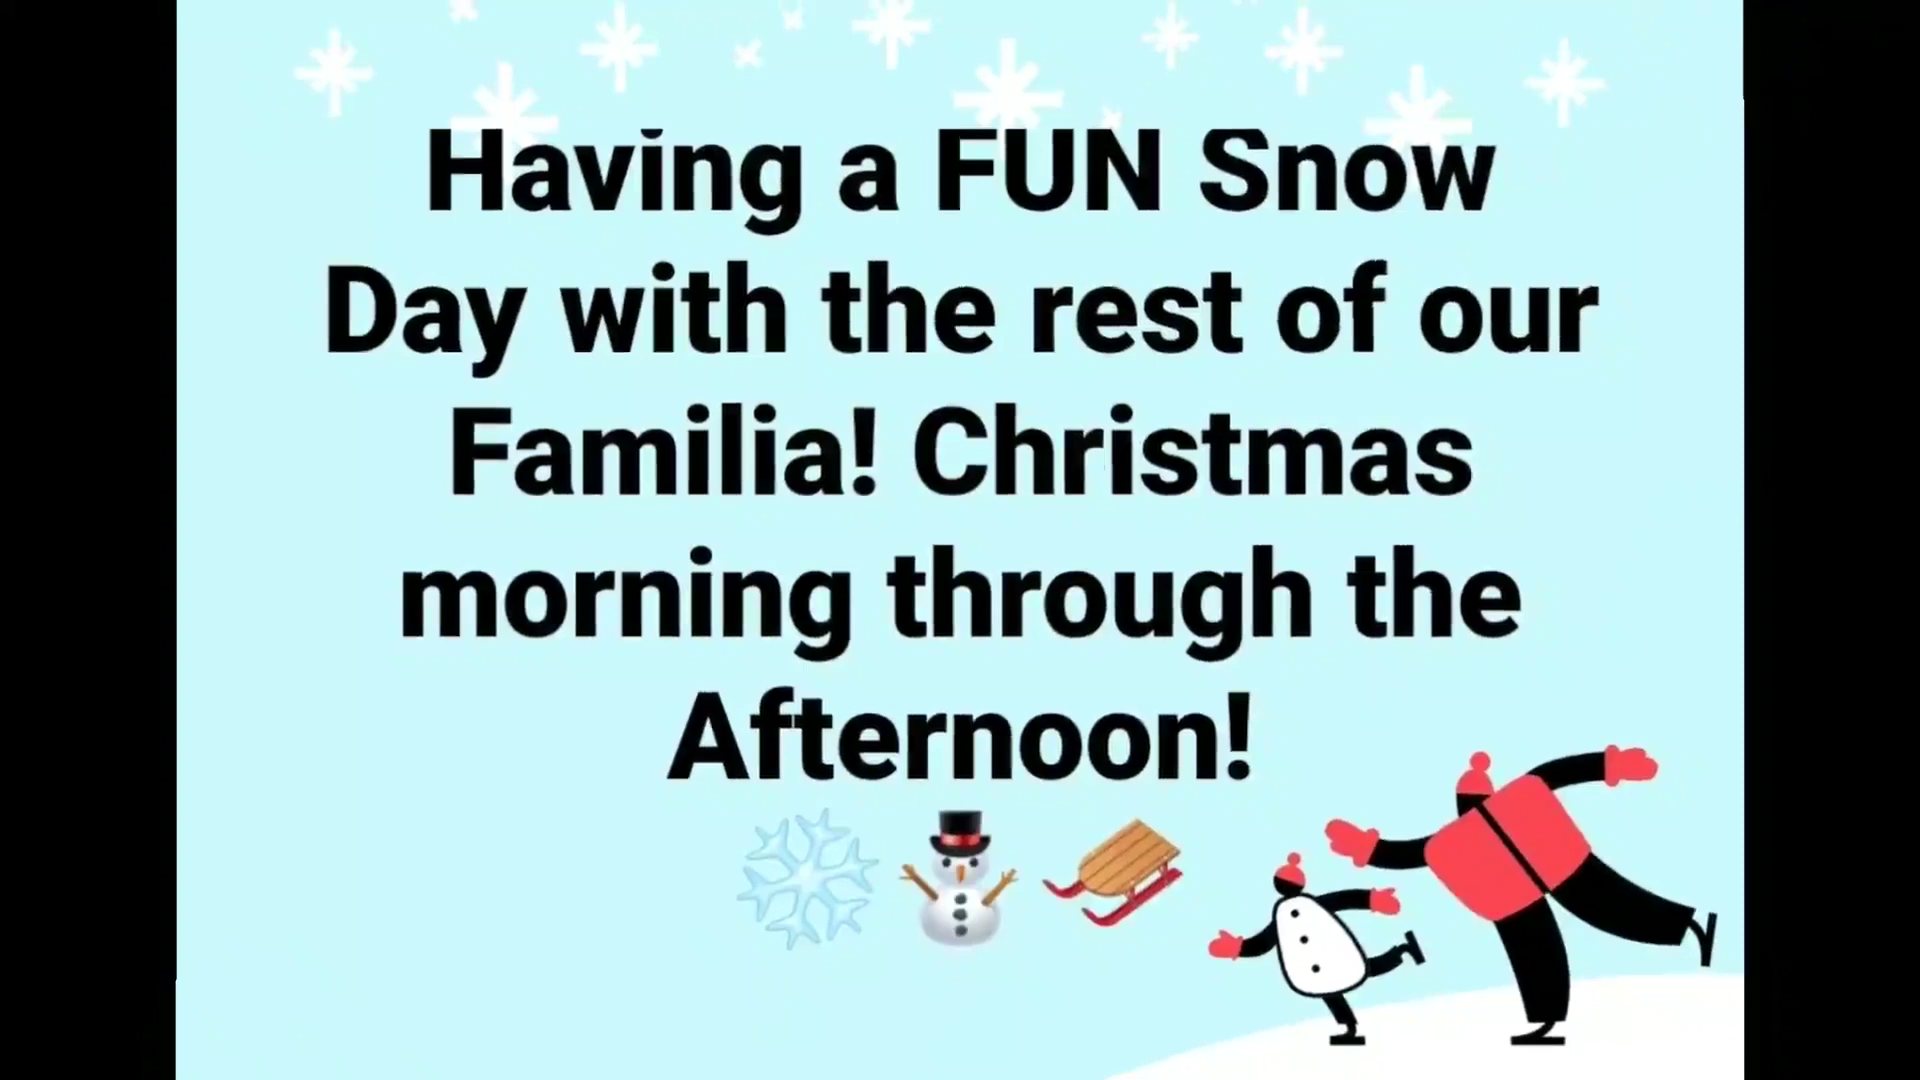 Having a FUN Snow
Day with the rest of our
Familia! Christmas
morning through the
Afternoon!